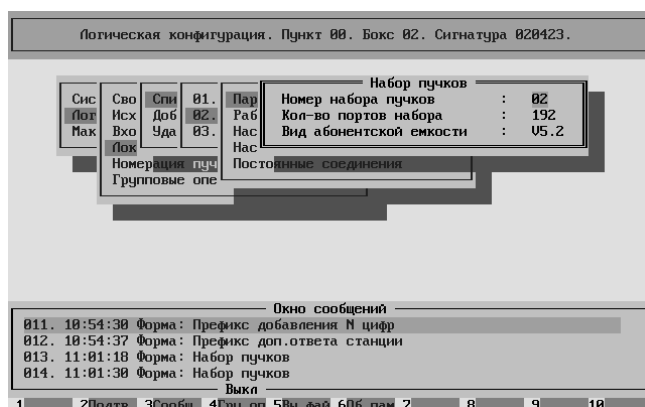 Логическая конфигурация. Пункт 00. Бокс 02. Сигнатура 020423.
Набор пучков
Сис Сво Спи 01. Пар Номер набора пучков : 02
Лог Исх Доб 02. Раб Кол-во портов набора : 192
Мак Вхо Уда 03. Нас Вид абонентской емкости : V5.2
Лок Нас
Номерация пуч Постоянные соединения
Групповые опе
Окно сообщений
011. 10:54:30 Форма: Префикс добавления N цифр
012. 10:54:37 Форма: Префикс доп.ответа станции
013. 11:01:18 Форма: Набор пучков
014. 11:01:30 Форма: Набор пучков
Выкл
1 2Подтв 3Сообщ 4Гру.оп 5Вы.фай 6Об.пам 7 8 9 10